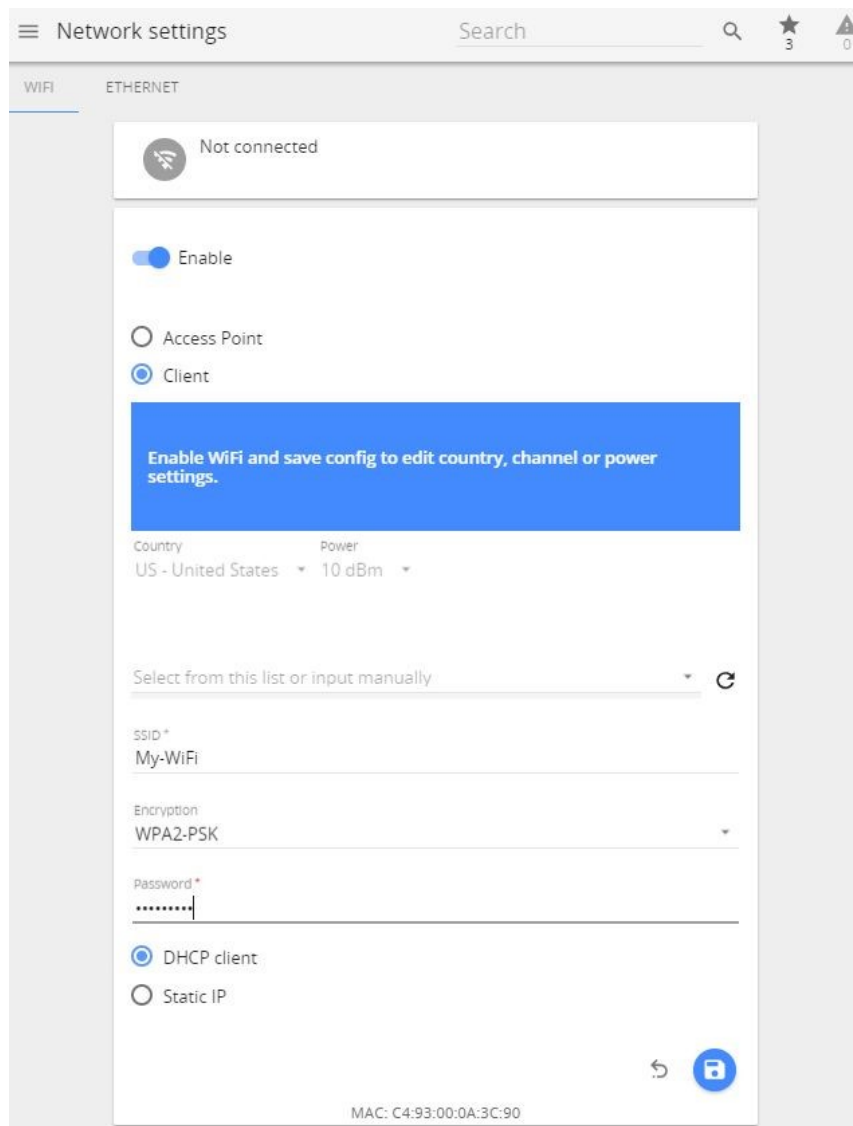 Network settings
Search
3
0
WIFI
ETHERNET
Not connected
Enable
Access Point
Client
Enable WiFi and save config to edit country, channel or power
settings.
Country
Power
US - United States
10 dBm
Select from this list or input manually
SSID *
My-WiFi
Encryption
WPA2-PSK
Password *
•••••••••
DHCP client
Static IP
MAC: C4:93:00:0A:3C:90